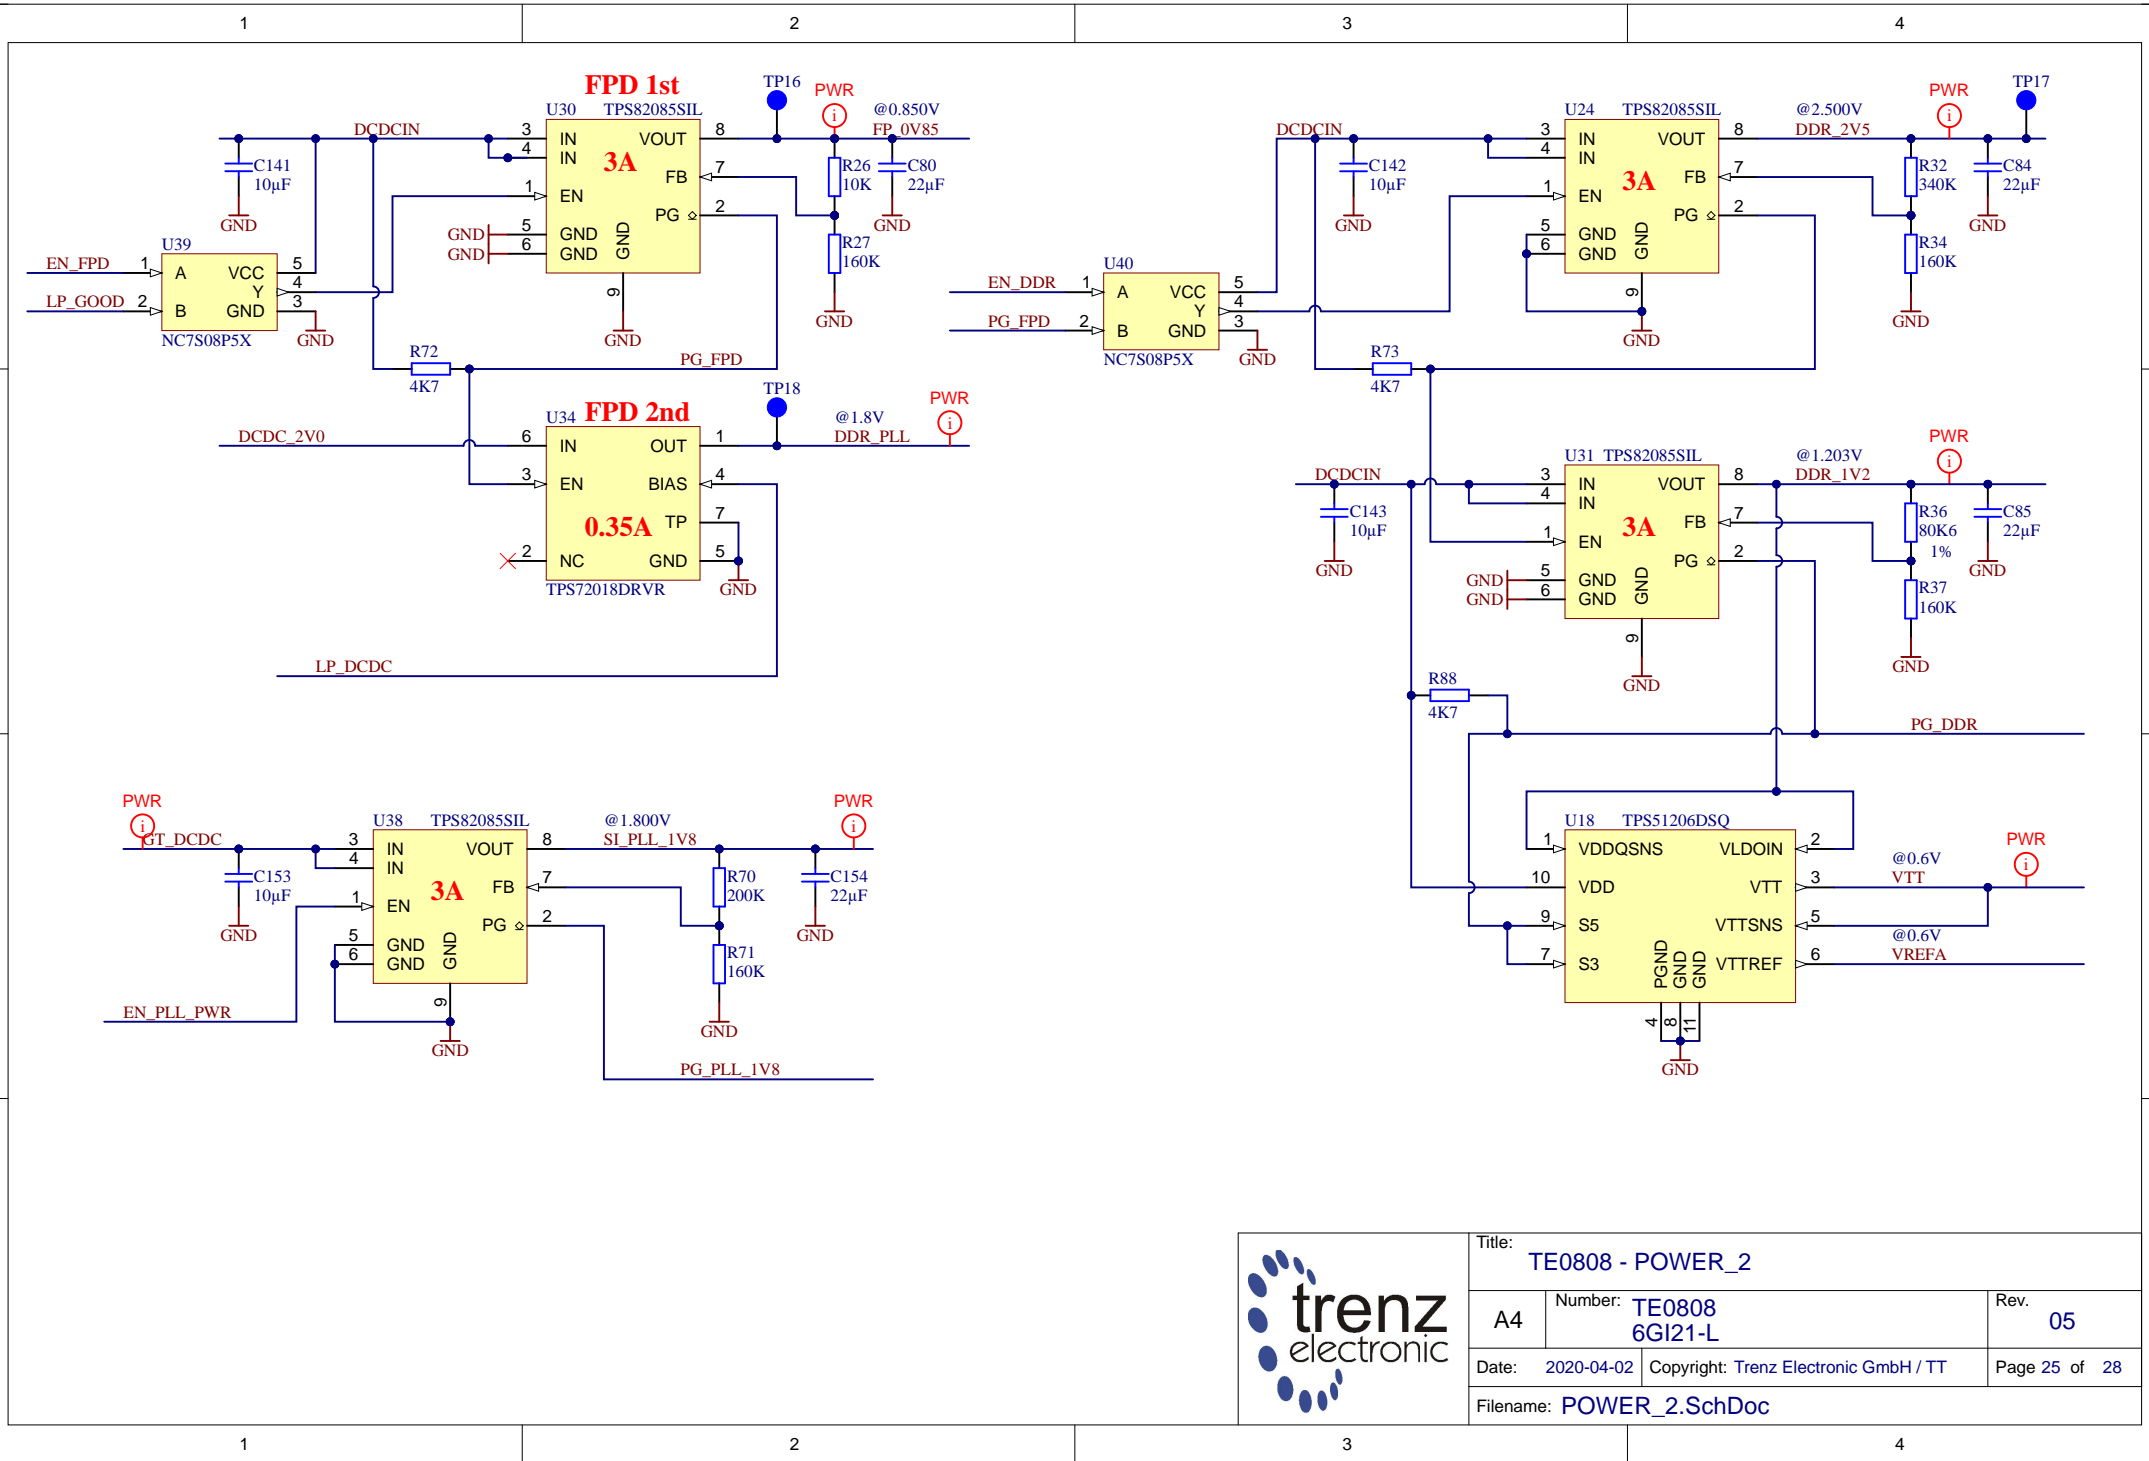 1 2 3 4
FPD 1st
U30 TPS82085SIL
TP16
PWR
i
@0.850V
FP_0V85
DCDCIN
3 IN
4 IN
3A
VOUT 8
FB 7
1 EN
PG 2
5 GND
6 GND
GND
9
GND
GND
GND
C141
10µF
GND
R26
10K
C80
22µF
GND
R27
160K
GND
U39
EN_FPD 1 A
LP_GOOD 2 B
VCC 5
Y 4
GND 3
NC7S08P5X
GND
R72
4K7
PG_FPD
FPD 2nd
U34
TP18
PWR
i
@1.8V
DDR_PLL
DCDC_2V0
6 IN
OUT 1
3 EN
BIAS 4
0.35A
TP 7
2 NC
GND 5
TPS72018DRVR
GND
LP_DCDC
PWR
i
GT_DCDC
U38 TPS82085SIL
@1.800V
SI_PLL_1V8
PWR
i
3 IN
4 IN
3A
VOUT 8
FB 7
1 EN
PG 2
5 GND
6 GND
GND
9
GND
C153
10µF
GND
R70
200K
C154
22µF
GND
R71
160K
GND
EN_PLL_PWR
PG_PLL_1V8
U24 TPS82085SIL
@2.500V
DDR_2V5
PWR
i
TP17
DCDCIN
3 IN
4 IN
3A
VOUT 8
FB 7
1 EN
PG 2
5 GND
6 GND
GND
9
GND
C142
10µF
GND
R32
340K
C84
22µF
GND
R34
160K
GND
U40
EN_DDR 1 A
PG_FPD 2 B
VCC 5
Y 4
GND 3
NC7S08P5X
GND
R73
4K7
U31 TPS82085SIL
@1.203V
DDR_1V2
PWR
i
DCDCIN
3 IN
4 IN
3A
VOUT 8
FB 7
1 EN
PG 2
GND 5 GND
GND 6 GND
GND
9
GND
C143
10µF
GND
R36
80K6
1%
C85
22µF
GND
R37
160K
GND
R88
4K7
PG_DDR
U18 TPS51206DSQ
1 VDDQSNS
VLDOIN 2
10 VDD
VTT 3
9 S5
VTTSNS 5
7 S3
VTTREF 6
PGND
GND
GND
4
8
11
GND
@0.6V
VTT
PWR
i
@0.6V
VREFA
trenz
electronic
Title:
TE0808 - POWER_2
A4
Number: TE0808
6GI21-L
Rev.
05
Date: 2020-04-02
Copyright: Trenz Electronic GmbH / TT
Page 25 of 28
Filename: POWER_2.SchDoc
1 2 3 4